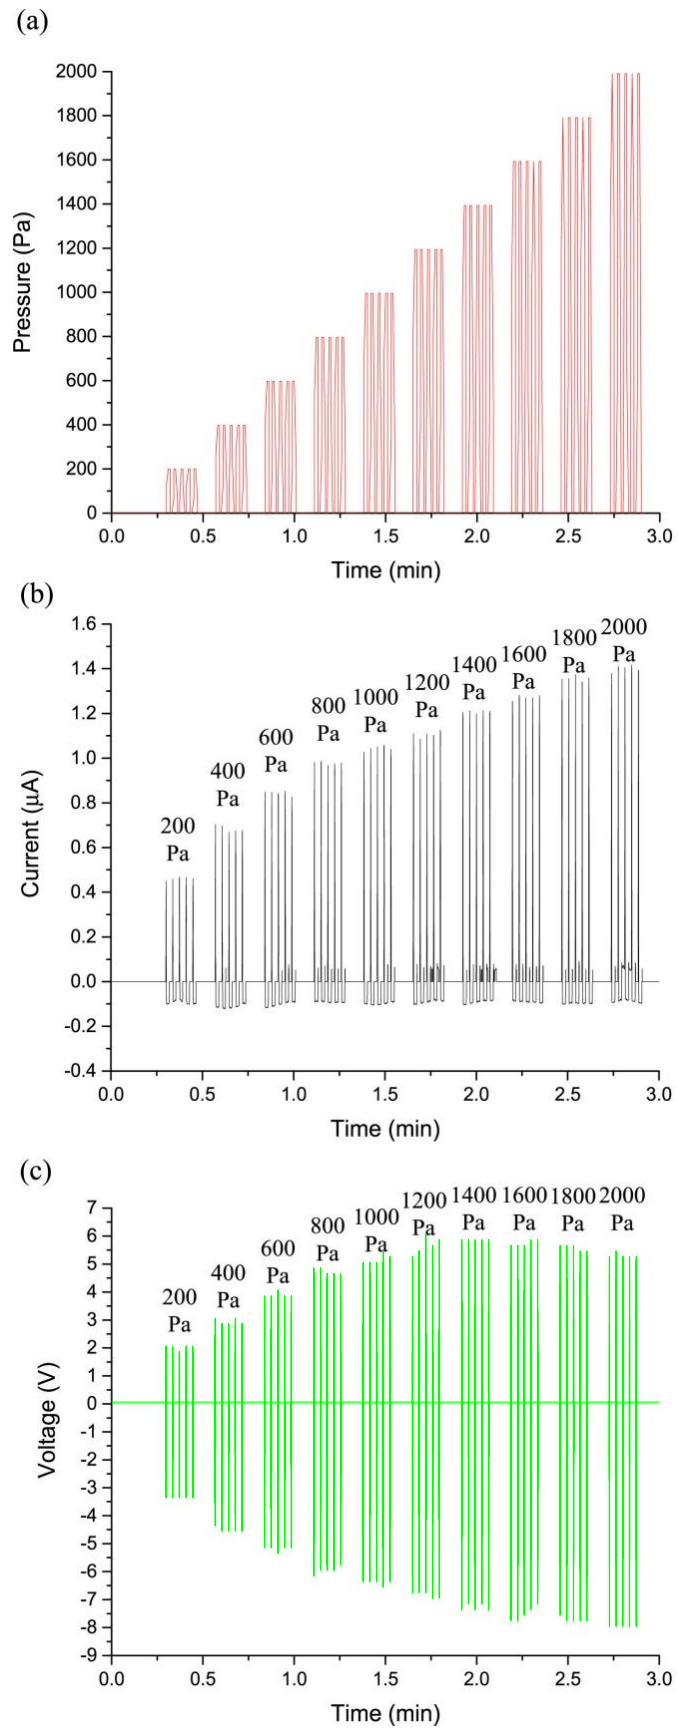 (a)
2000
1800
1600
1400
1200
1000
800
600
400
200
0
Pressure (Pa)
0.0 0.5 1.0 1.5 2.0 2.5 3.0
Time (min)
(b)
1.6
1.4
1.2
1.0
0.8
0.6
0.4
0.2
0.0
-0.2
-0.4
Current (μA)
200
Pa
400
Pa
600
Pa
800
Pa
1000
Pa
1200
Pa
1400
Pa
1600
Pa
1800
Pa
2000
Pa
0.0 0.5 1.0 1.5 2.0 2.5 3.0
Time (min)
(c)
7
6
5
4
3
2
1
0
-1
-2
-3
-4
-5
-6
-7
-8
-9
Voltage (V)
200
Pa
400
Pa
600
Pa
800
Pa
1000
Pa
1200
Pa
1400
Pa
1600
Pa
1800
Pa
2000
Pa
0.0 0.5 1.0 1.5 2.0 2.5 3.0
Time (min)